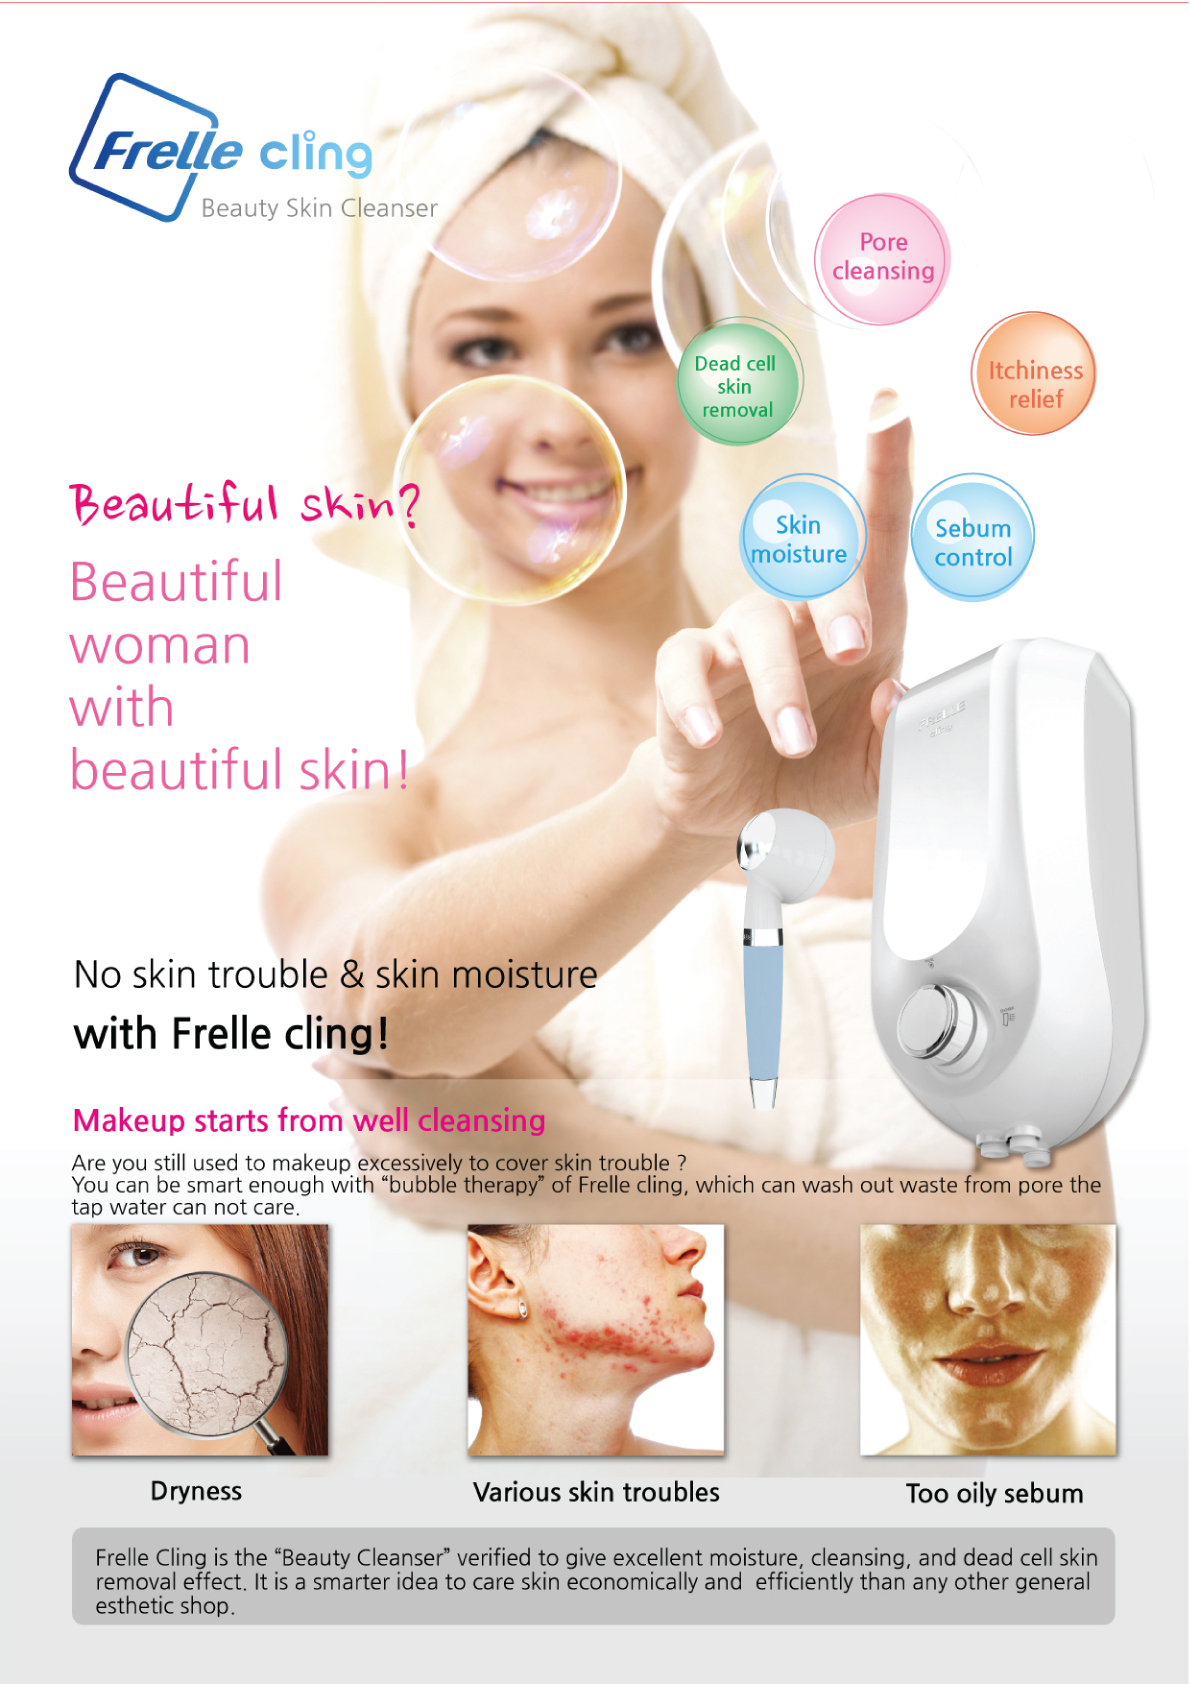 Frelle cling
Beauty Skin Cleanser
Pore
cleansing
Dead cell
skin
removal
Itchiness
relief
Skin
moisture
Sebum
control
Beautiful skin?
Beautiful
woman
with
beautiful skin!
FRELLE
cling
No skin trouble & skin moisture
with Frelle cling!
Makeup starts from well cleansing
Are you still used to makeup excessively to cover skin trouble ?
You can be smart enough with “bubble therapy” of Frelle cling, which can wash out waste from pore the
tap water can not care.
Dryness
Various skin troubles
Too oily sebum
Frelle Cling is the “Beauty Cleanser” verified to give excellent moisture, cleansing, and dead cell skin
removal effect. It is a smarter idea to care skin economically and  efficiently than any other general
esthetic shop.